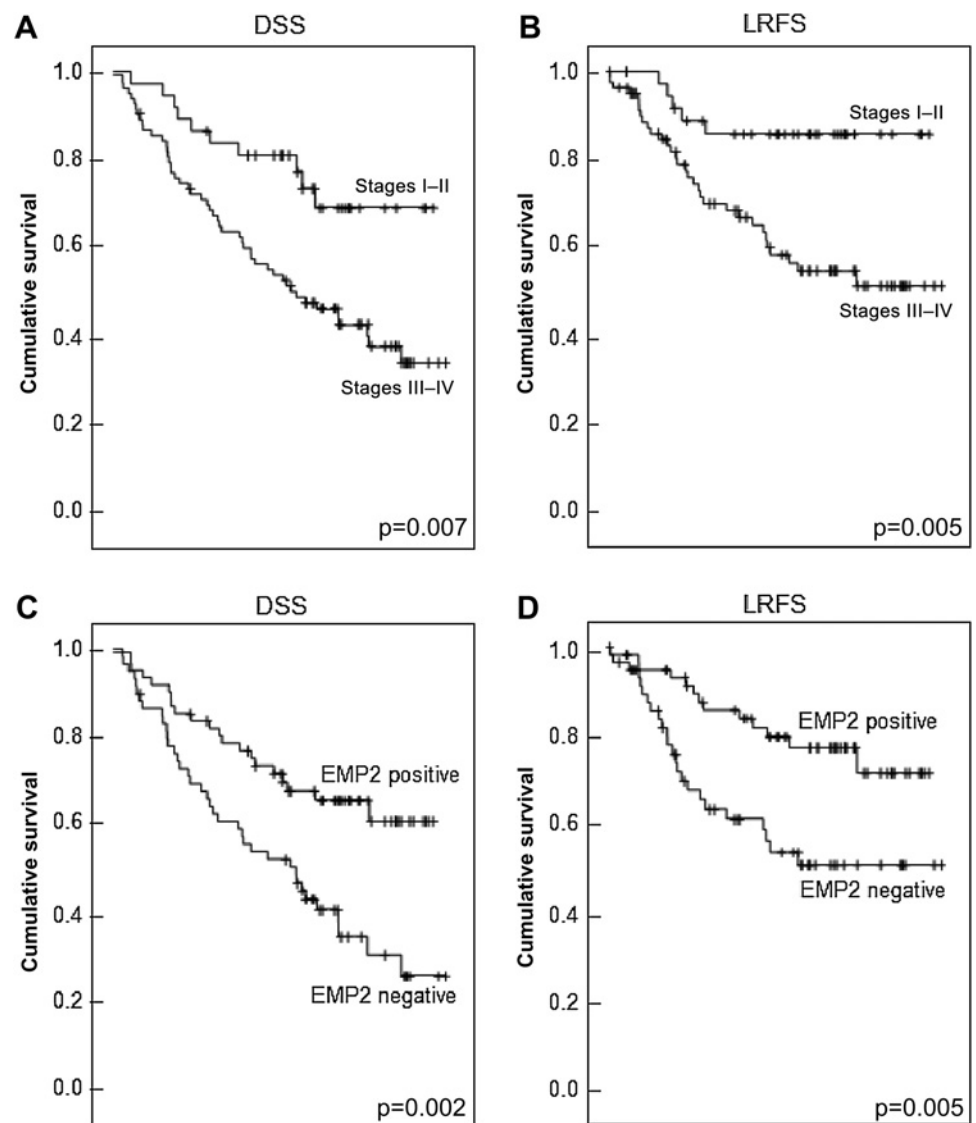 A
DSS
Cumulative survival
1.0
0.8
0.6
0.4
0.2
0.0
Stages I–II
Stages III–IV
p=0.007
B
LRFS
Cumulative survival
1.0
0.8
0.6
0.4
0.2
0.0
Stages I–II
Stages III–IV
p=0.005
C
DSS
Cumulative survival
1.0
0.8
0.6
0.4
0.2
0.0
EMP2 positive
EMP2 negative
p=0.002
D
LRFS
Cumulative survival
1.0
0.8
0.6
0.4
0.2
0.0
EMP2 positive
EMP2 negative
p=0.005